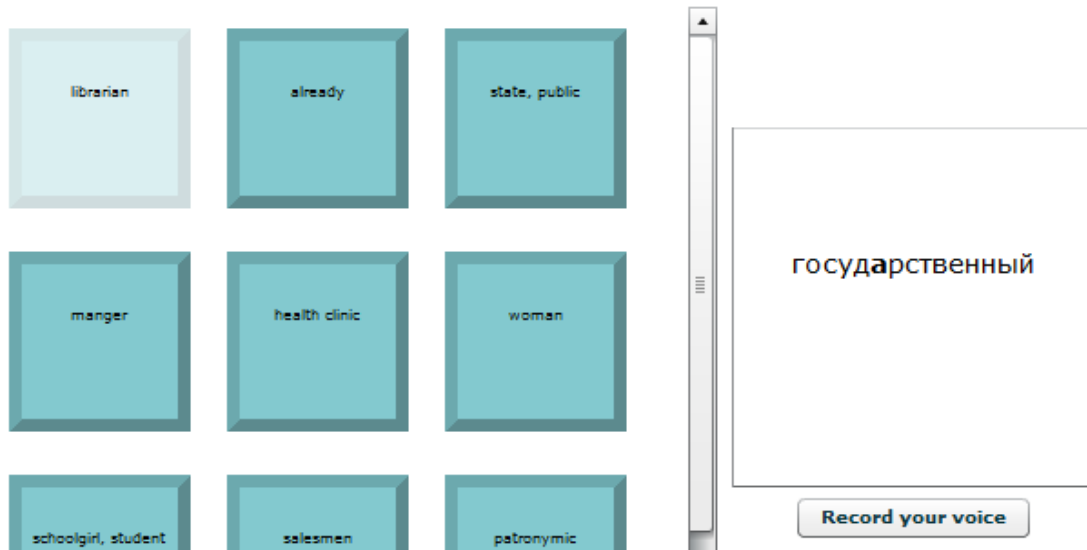 librarian
already
state, public
manger
health clinic
woman
schoolgirl, student
salesmen
patronymic
государственный
Record your voice